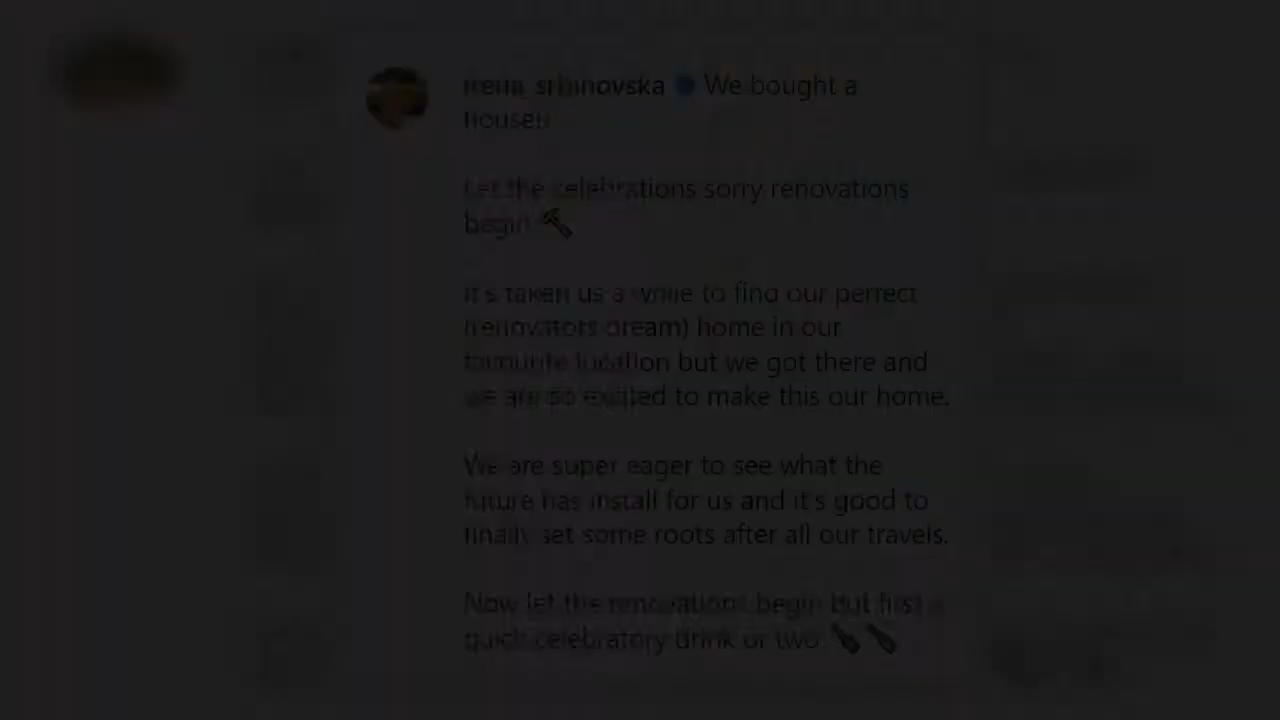 irena_srbinovska We bought a
house!!
Let the celebrations sorry renovations
begin 🔨
It's taken us a while to find our perfect
(renovators dream) home in our
favourite location but we got there and
we are so excited to make this our home.
We are super eager to see what the
future has install for us and it's good to
finally set some roots after all our travels.
Now let the renovations begin but first a
quick celebratory drink or two 🍾🍾